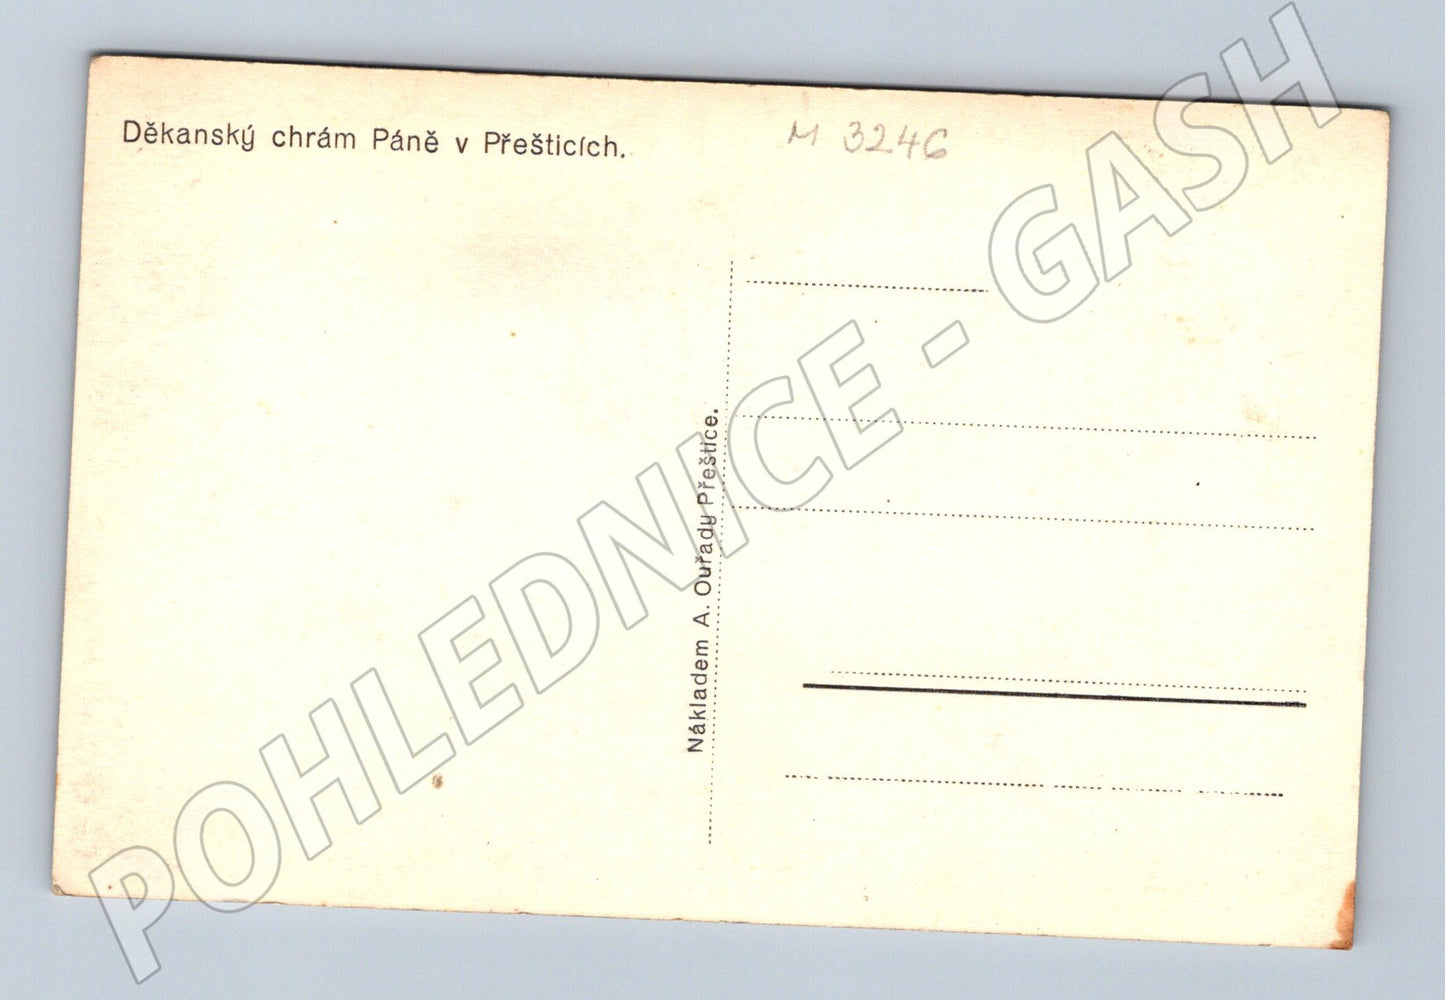 Děkanský chrám Páně v Přešticích.
M 3246
Nákladem A. Ouřady Přeštice.
POHLEDNICE - GASH